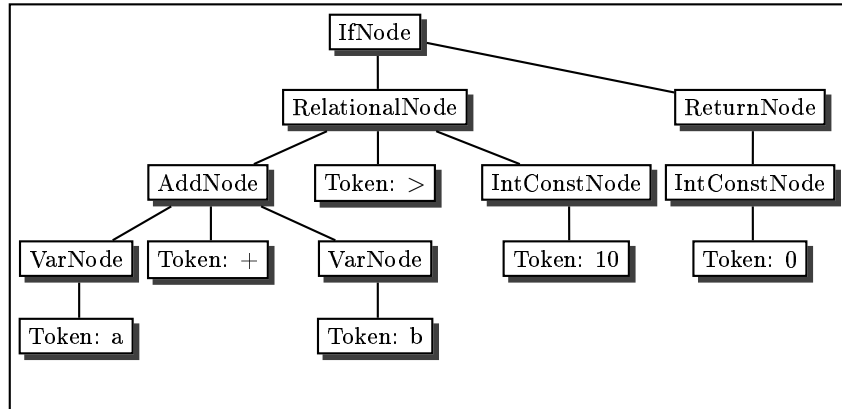 IfNode
RelationalNode
ReturnNode
AddNode
Token: >
IntConstNode
IntConstNode
VarNode
Token: +
VarNode
Token: 10
Token: 0
Token: a
Token: b